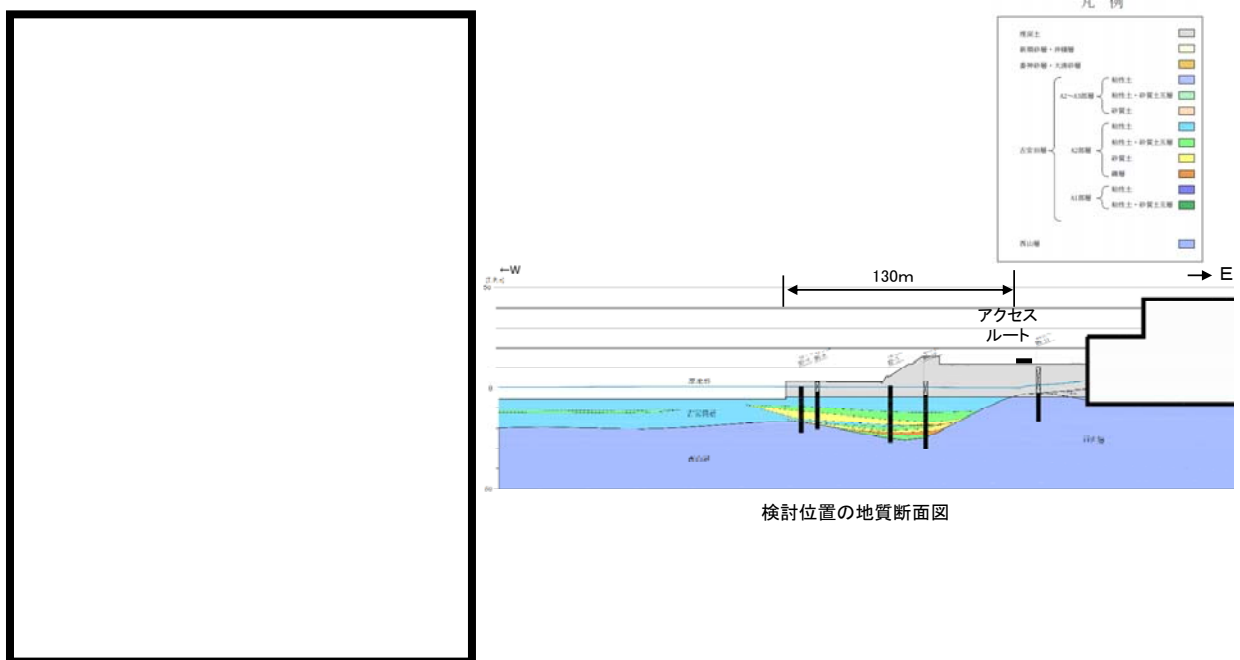 凡 例
埋戻土
新期砂層・沖積層
番神砂層・大湊砂層
粘性土
A2～A3部層
粘性土・砂質土互層
砂質土
粘性土
古安田層
A2部層
粘性土・砂質土互層
砂質土
礫層
粘性土
A1部層
粘性土・砂質土互層
西山層
←W
130m
→ E
アクセス
ルート
50
0
古安田層
西山層
西山層
検討位置の地質断面図